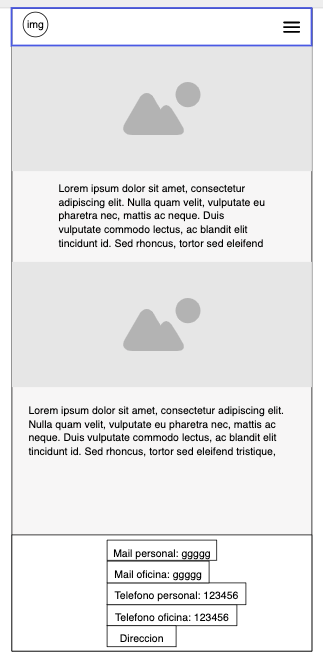 img
Lorem ipsum dolor sit amet, consectetur
adipiscing elit. Nulla quam velit, vulputate eu
pharetra nec, mattis ac neque. Duis
vulputate commodo lectus, ac blandit elit
tincidunt id. Sed rhoncus, tortor sed eleifend
Lorem ipsum dolor sit amet, consectetur adipiscing elit.
Nulla quam velit, vulputate eu pharetra nec, mattis ac
neque. Duis vulputate commodo lectus, ac blandit elit
tincidunt id. Sed rhoncus, tortor sed eleifend tristique,
Mail personal: ggggg
Mail oficina: ggggg
Telefono personal: 123456
Telefono oficina: 123456
Direccion